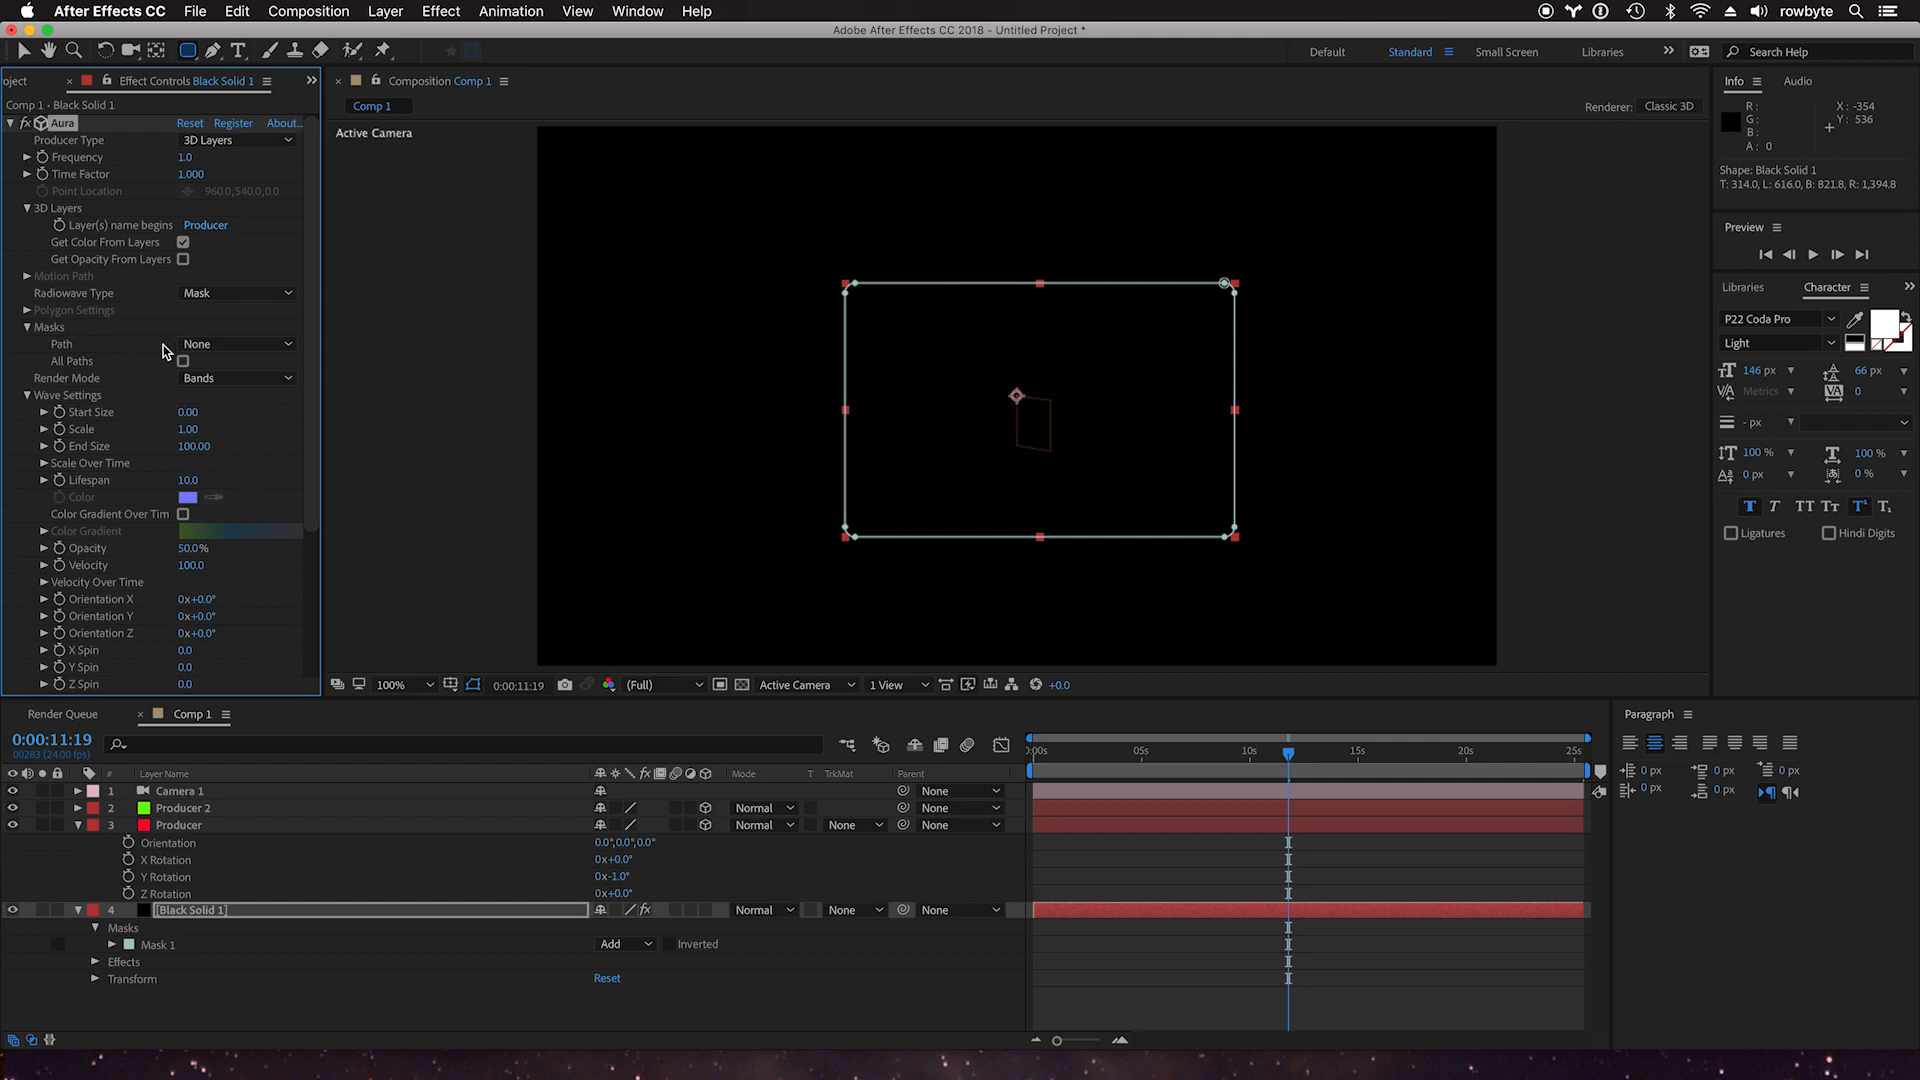 After Effects CC File Edit Composition Layer Effect Animation View Window Help rowbyte
Adobe After Effects CC 2018 - Untitled Project *
Default Standard Small Screen Libraries Search Help
oject Effect Controls Black Solid 1
Composition Comp 1
Info Audio
Comp 1 • Black Solid 1
Comp 1
Renderer: Classic 3D
R: X: -354
G: Y: 536
B:
A: 0
fx Aura Reset Register About...
Active Camera
Producer Type 3D Layers
Frequency 1.0
Time Factor 1.000
Shape: Black Solid 1
T: 314.0, L: 616.0, B: 821.8, R: 1,394.8
Point Location 960.0,540.0,0.0
3D Layers
Layer(s) name begins Producer
Preview
Get Color From Layers
Get Opacity From Layers
Motion Path
Libraries Character
Radiowave Type Mask
Polygon Settings
P22 Coda Pro
Masks
Path None
Light
All Paths
146 px 66 px
Render Mode Bands
Metrics 0
Wave Settings
Start Size 0.00
- px
Scale 1.00
End Size 100.00
100 % 100 %
Scale Over Time
0 px 0 %
Lifespan 10.0
Color
T T TT Tr T¹ T₁
Color Gradient Over Tim
Color Gradient
Ligatures Hindi Digits
Opacity 50.0%
Velocity 100.0
Velocity Over Time
Orientation X 0x+0.0°
Orientation Y 0x+0.0°
Orientation Z 0x+0.0°
X Spin 0.0
Y Spin 0.0
Z Spin 0.0
100% 0:00:11:19 (Full) Active Camera 1 View +0.0
Render Queue Comp 1
Paragraph
0:00:11:19
00283 (24.00 fps)
):00s 05s 10s 15s 20s 25s
# Layer Name fx Mode T TrkMat Parent
0 px 0 px 0 px
0 px 0 px
1 Camera 1 None
2 Producer 2 Normal None
3 Producer Normal None None
Orientation 0.0°,0.0°,0.0°
X Rotation 0x+0.0°
Y Rotation 0x-1.0°
Z Rotation 0x+0.0°
4 [Black Solid 1] fx Normal None None
Masks
Mask 1 Add Inverted
Effects
Transform Reset